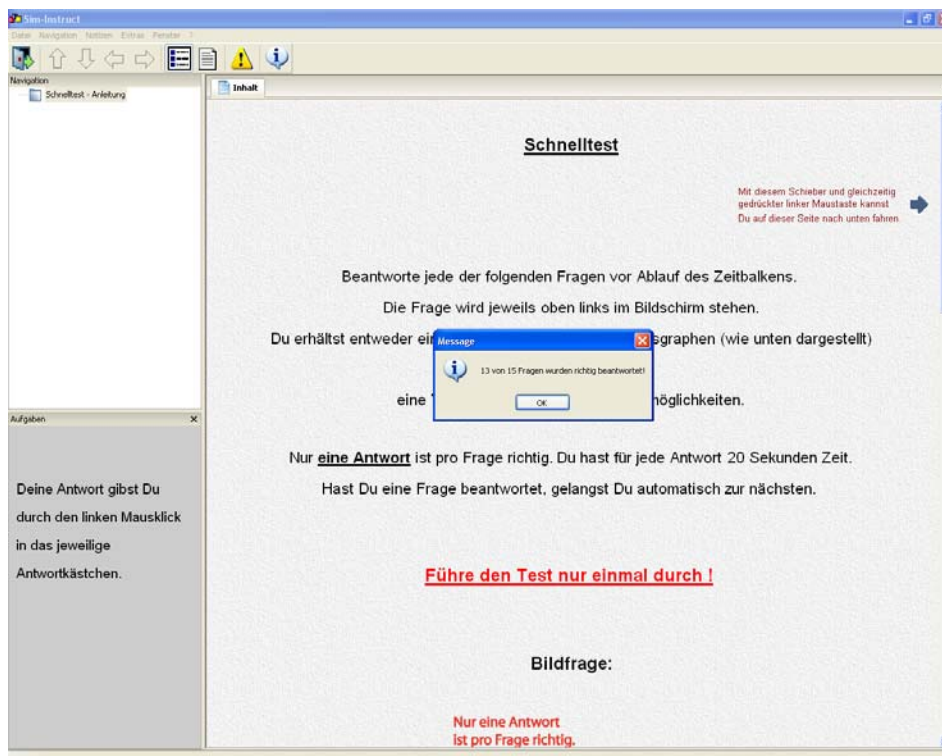 Sim-Instruct
Datei Navigation Notizen Extras Fenster ?
Navigation
Schnelltest - Anleitung
Inhalt
Schnelltest
Mit diesem Schieber und gleichzeitig
gedrückter linker Maustaste kannst
Du auf dieser Seite nach unten fahren
Beantworte jede der folgenden Fragen vor Ablauf des Zeitbalkens.
Die Frage wird jeweils oben links im Bildschirm stehen.
Du erhältst entweder sgraphen (wie unten dargestellt)
Message
13 von 15 Fragen wurden richtig beantwortet!
OK
eine öglichkeiten.
Nur eine Antwort ist pro Frage richtig. Du hast für jede Antwort 20 Sekunden Zeit.
Hast Du eine Frage beantwortet, gelangst Du automatisch zur nächsten.
Führe den Test nur einmal durch !
Bildfrage:
Nur eine Antwort
ist pro Frage richtig.
Aufgaben
Deine Antwort gibst Du
durch den linken Mausklick
in das jeweilige
Antwortkästchen.